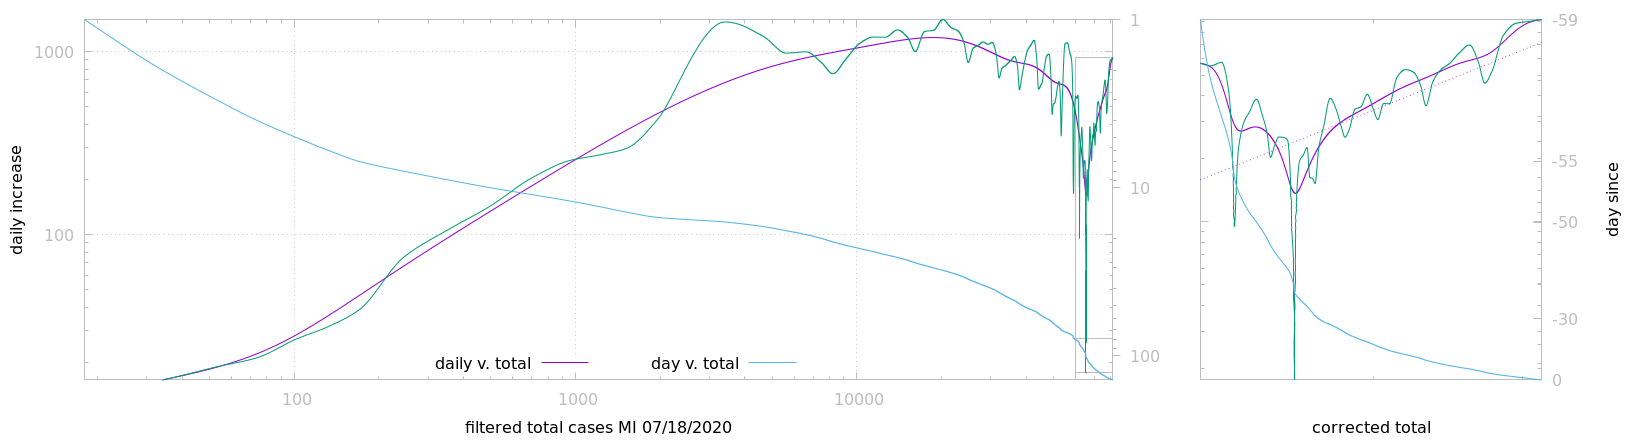 1000
100
daily increase
daily v. total
day v. total
100
1000
10000
filtered total cases MI 07/18/2020
1
10
100
-59
-55
-50
-30
0
day since
corrected total